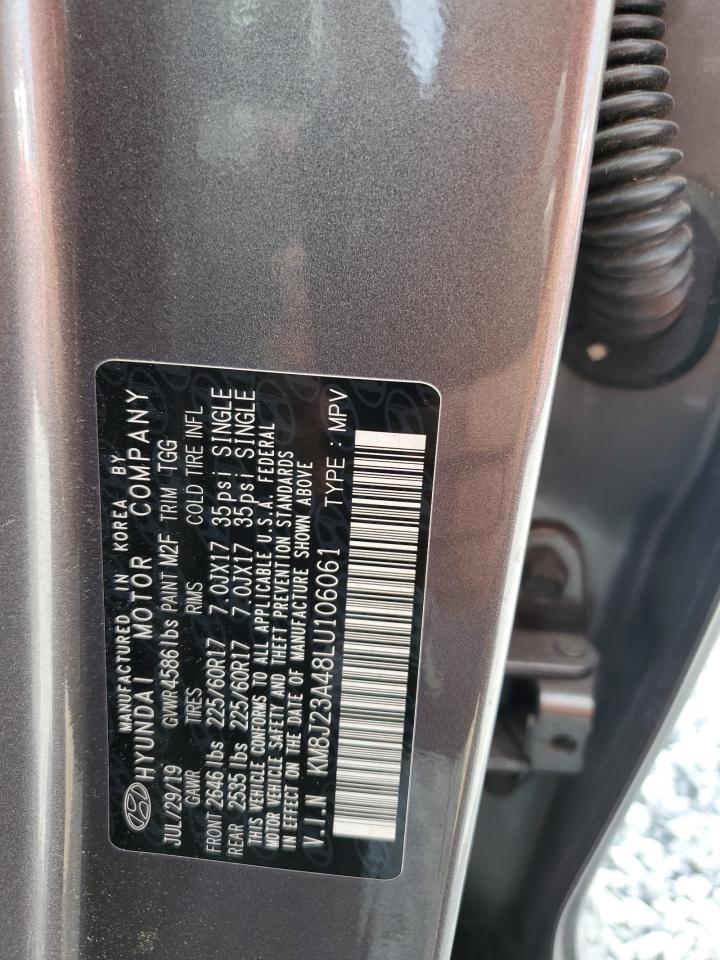 MANUFACTURED IN KOREA BY
HYUNDAI MOTOR COMPANY
JUL/29/19 GVWR 4586 lbs PAINT M2F TRIM TGG
GAWR TIRES RIMS COLD TIRE INFL
FRONT 2646 lbs 225/60R17 7.0JX17 35psi SINGLE
REAR 2535 lbs 225/60R17 7.0JX17 35psi SINGLE
THIS VEHICLE CONFORMS TO ALL APPLICABLE U.S.A. FEDERAL
MOTOR VEHICLE SAFETY AND THEFT PREVENTION STANDARDS
IN EFFECT ON THE DATE OF MANUFACTURE SHOWN ABOVE
V.I.N KM8J23A48LU106061 TYPE : MPV